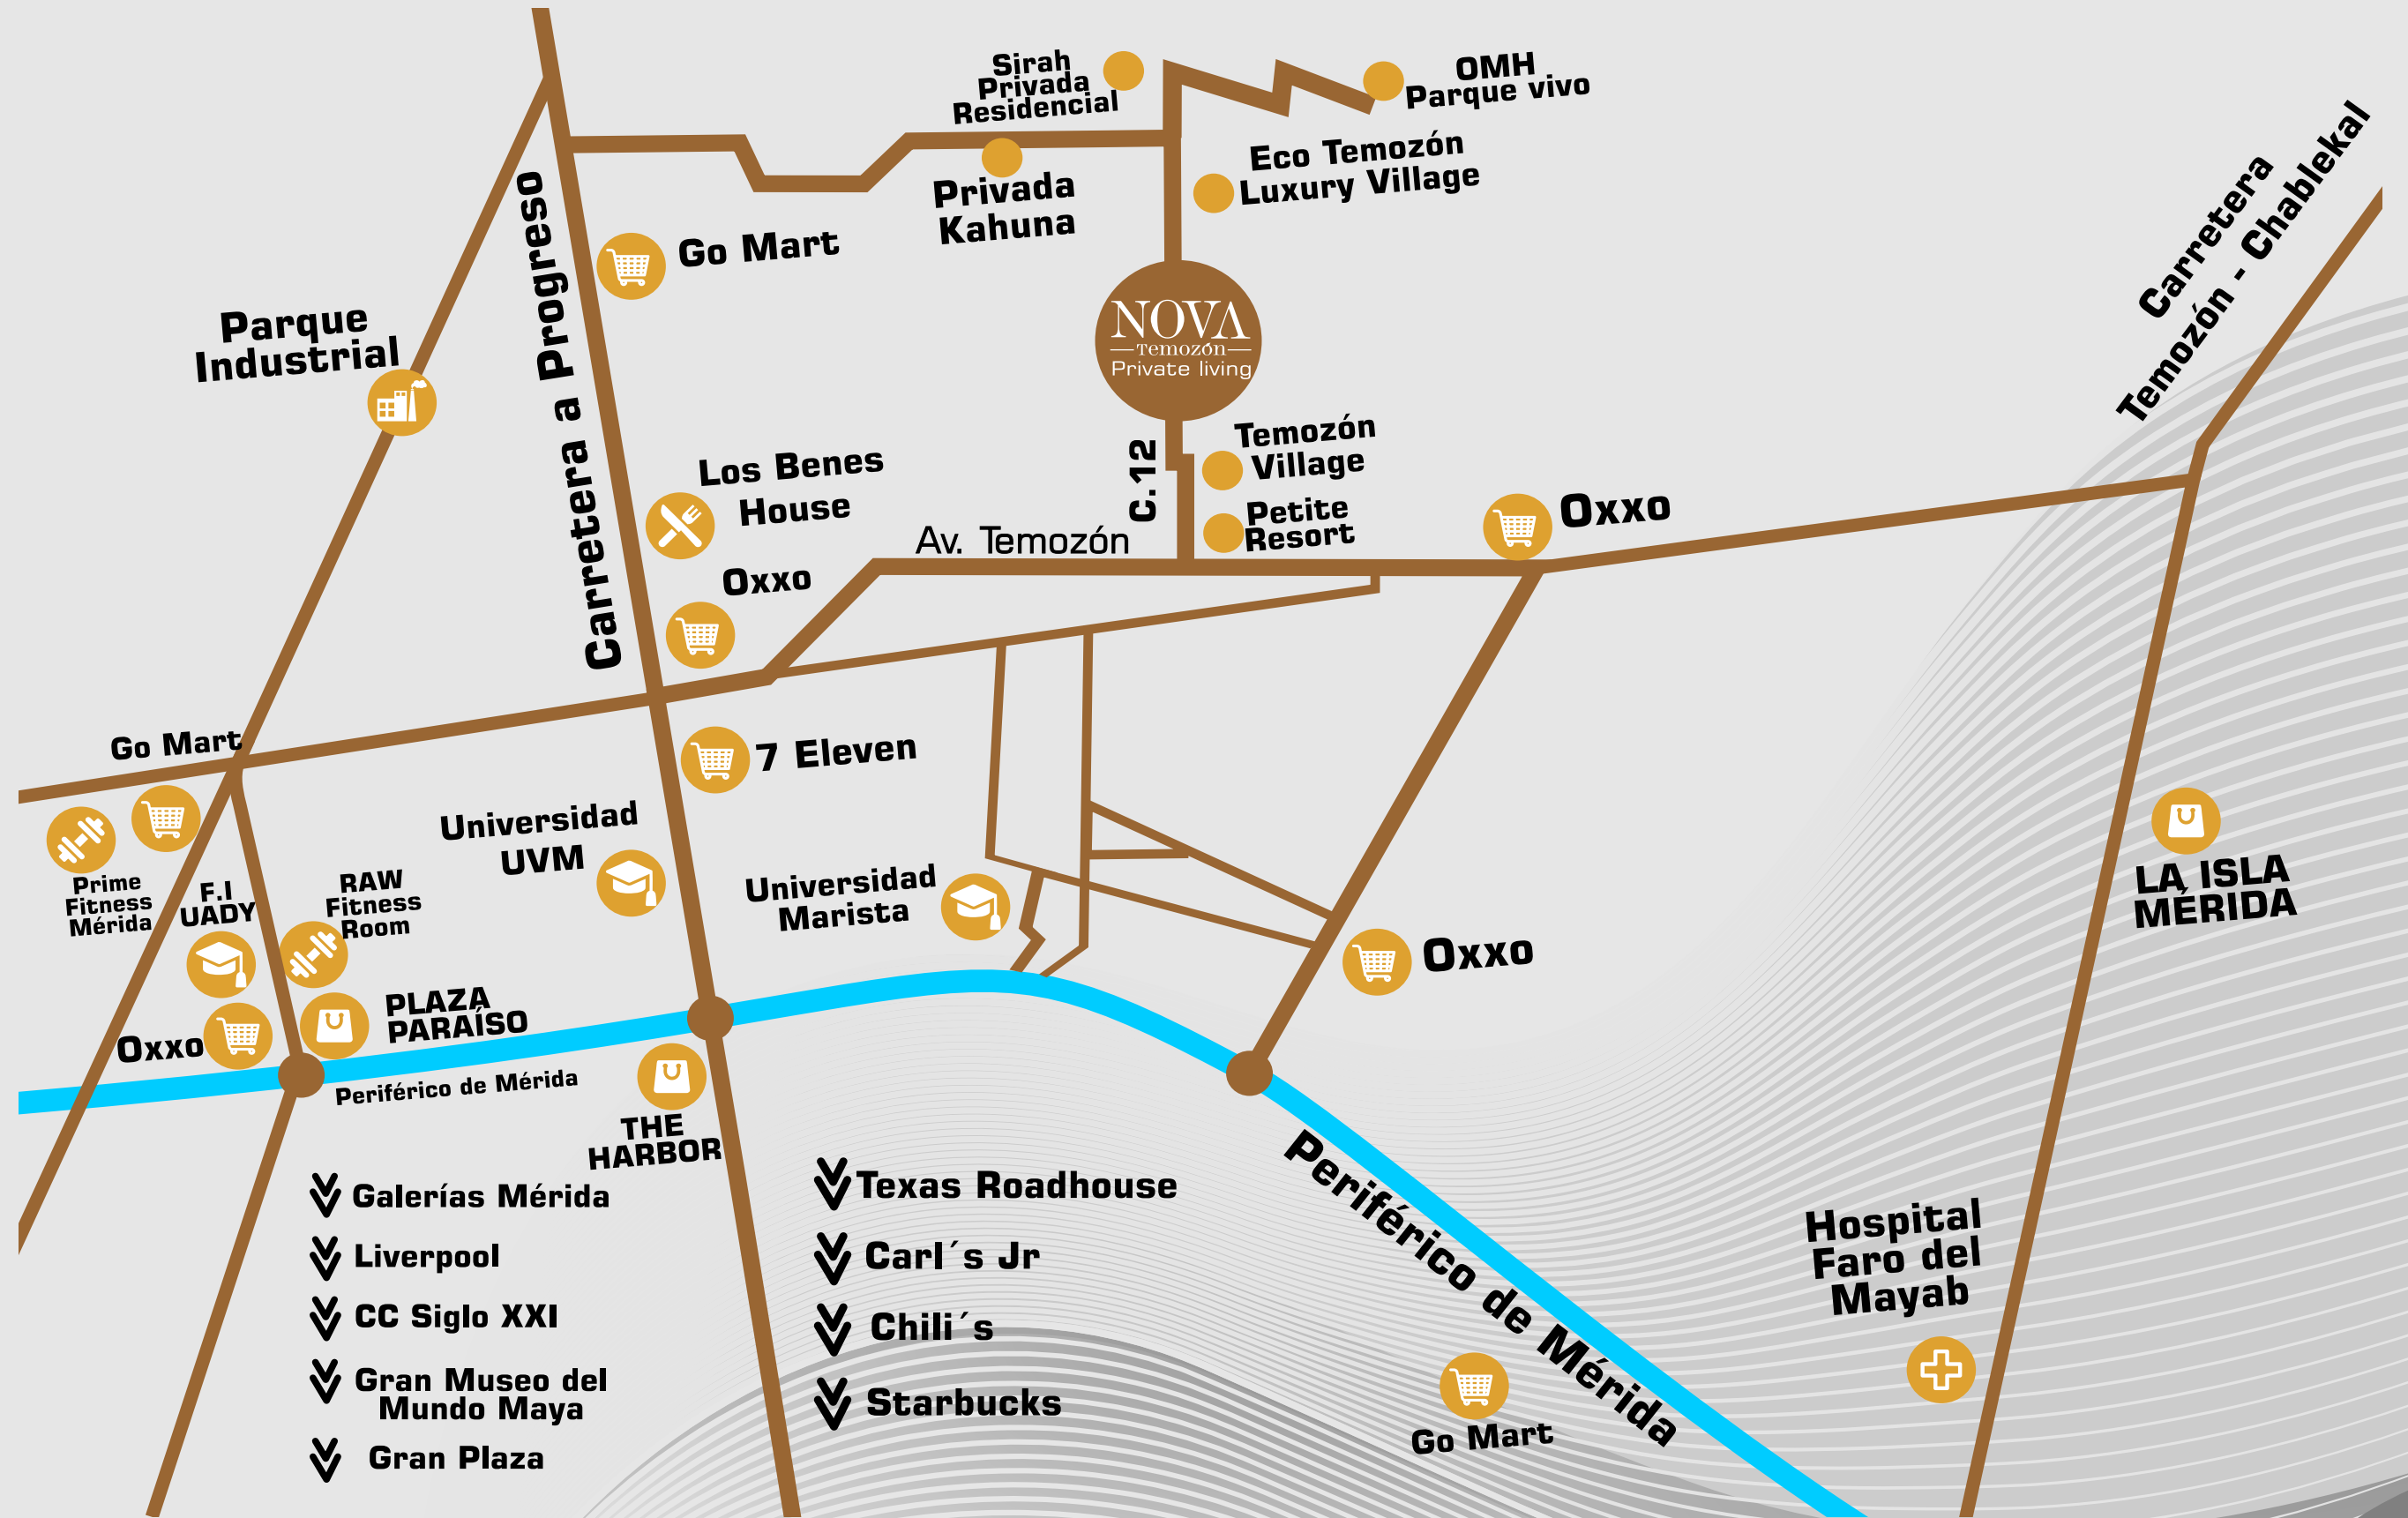 Sirah
Privada
Residencial
OMH
Parque vivo
Eco Temozón
Luxury Village
Privada
Kahuna
Go Mart
Carretera a Progreso
Parque
Industrial
NOVA
Temozón
Private living
Carretera
Temozón - Chablekal
C.12
Temozón
Village
Petite
Resort
Los Benes
House
Oxxo
Av. Temozón
Oxxo
Go Mart
7 Eleven
Prime
Fitness
Mérida
F.I
UADY
RAW
Fitness
Room
Universidad
UVM
Universidad
Marista
Oxxo
LA ISLA
MÉRIDA
Oxxo
PLAZA
PARAÍSO
Periférico de Mérida
THE
HARBOR
Galerías Mérida
Liverpool
CC Siglo XXI
Gran Museo del
Mundo Maya
Gran Plaza
Texas Roadhouse
Carl´s Jr
Chili´s
Starbucks
Periférico de Mérida
Go Mart
Hospital
Faro del
Mayab